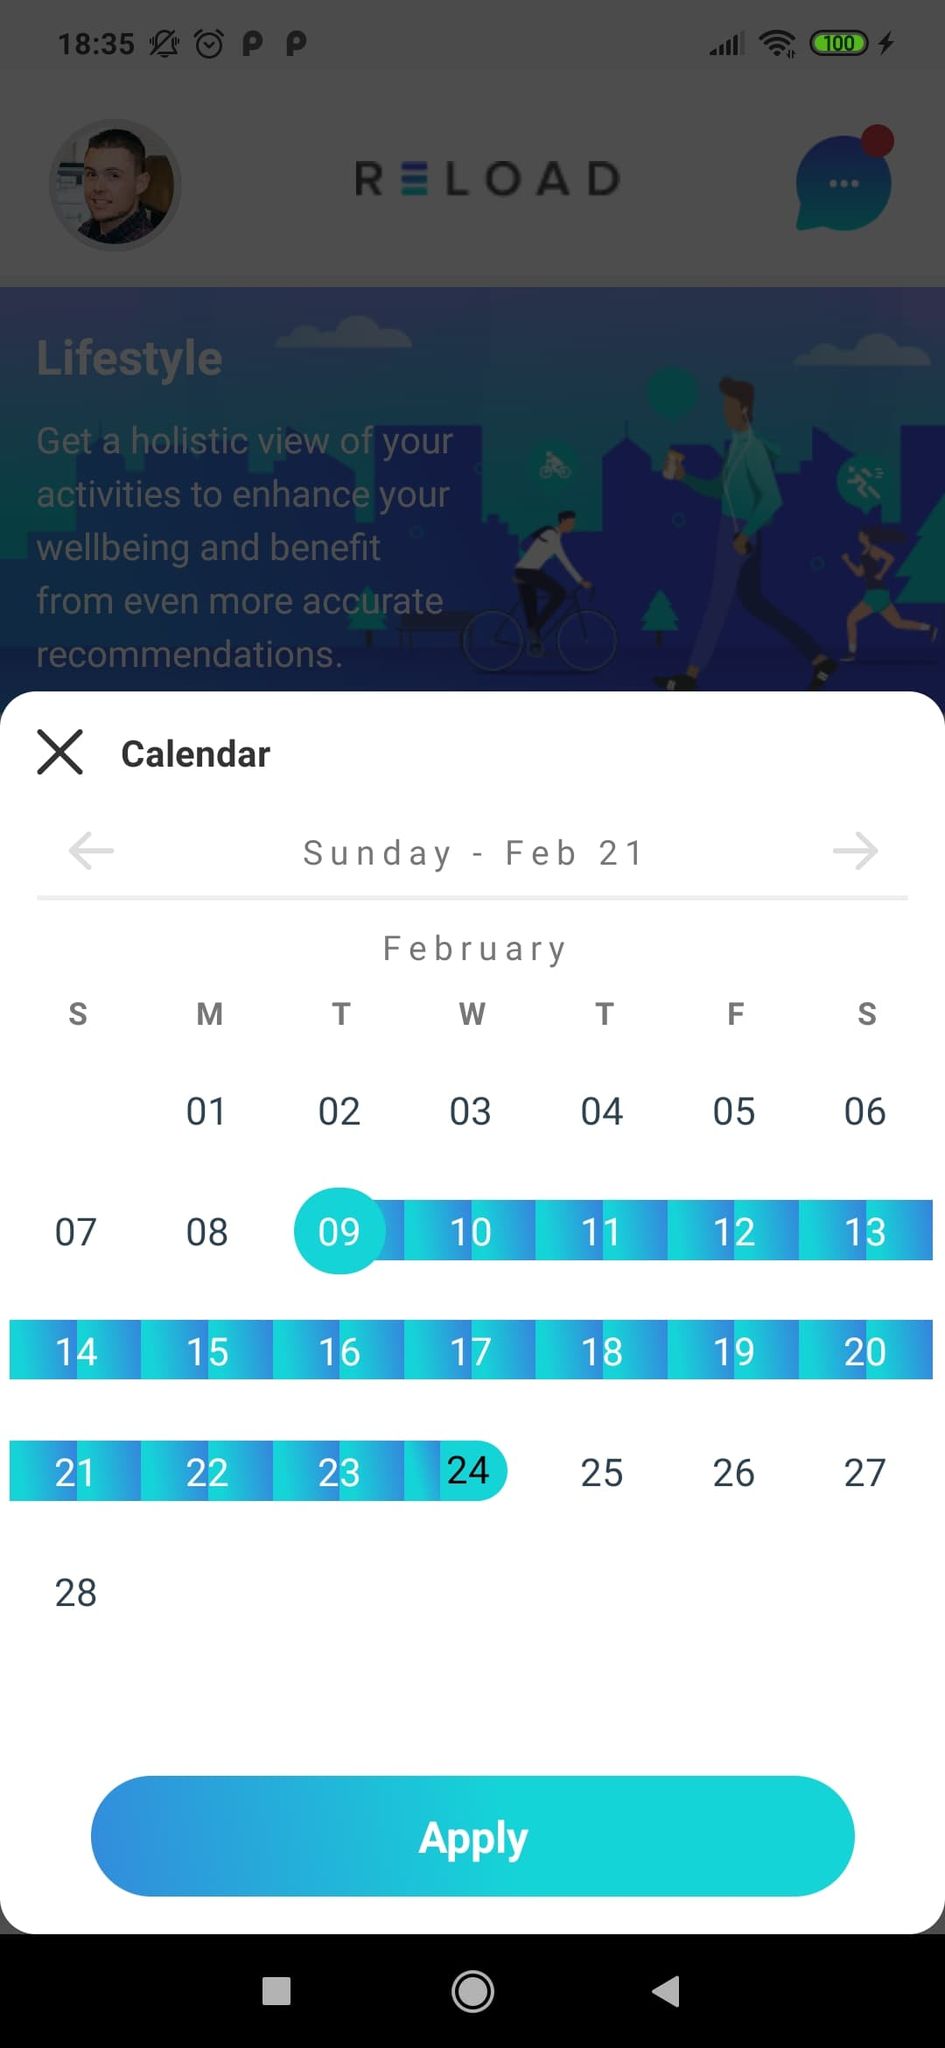 18:35
100
RELOAD
Lifestyle
Get a holistic view of your
activities to enhance your
wellbeing and benefit
from even more accurate
recommendations.
Calendar
Sunday - Feb 21
February
S M T W T F S
01 02 03 04 05 06
07 08 09 10 11 12 13
14 15 16 17 18 19 20
21 22 23 24 25 26 27
28
Apply